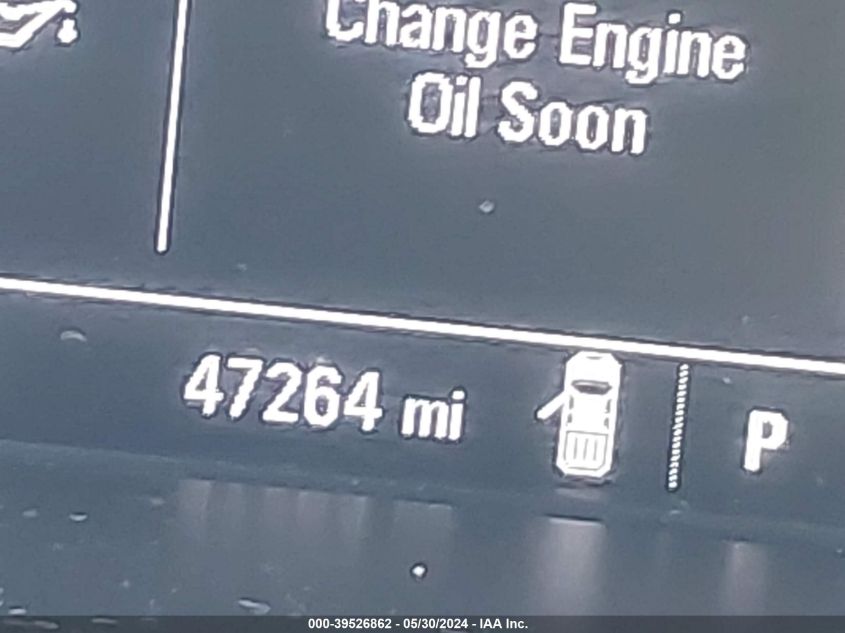 Change Engine
Oil Soon
47264 mi
P
000-39526862 - 05/30/2024 - IAA Inc.